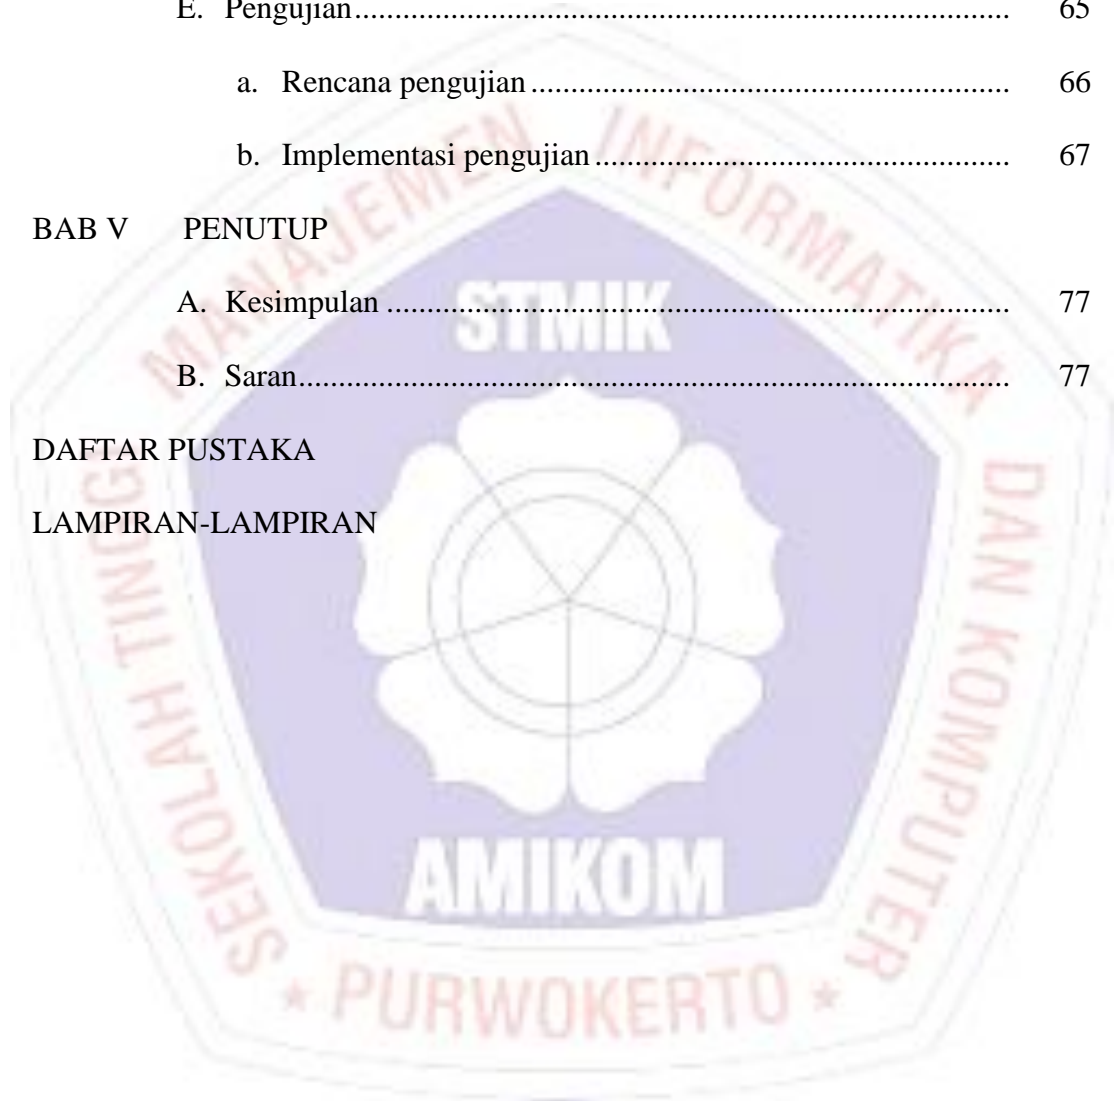 E. Pengujian........................................................................... 65
a. Rencana pengujian ........................................................ 66
b. Implementasi pengujian ................................................ 67
BAB V PENUTUP
A. Kesimpulan ....................................................................... 77
B. Saran.................................................................................. 77
DAFTAR PUSTAKA
LAMPIRAN-LAMPIRAN
SEKOLAH TINGGI MANAJEMEN INFORMATIKA DAN KOMPUTER
STMIK
AMIKOM
* PURWOKERTO *